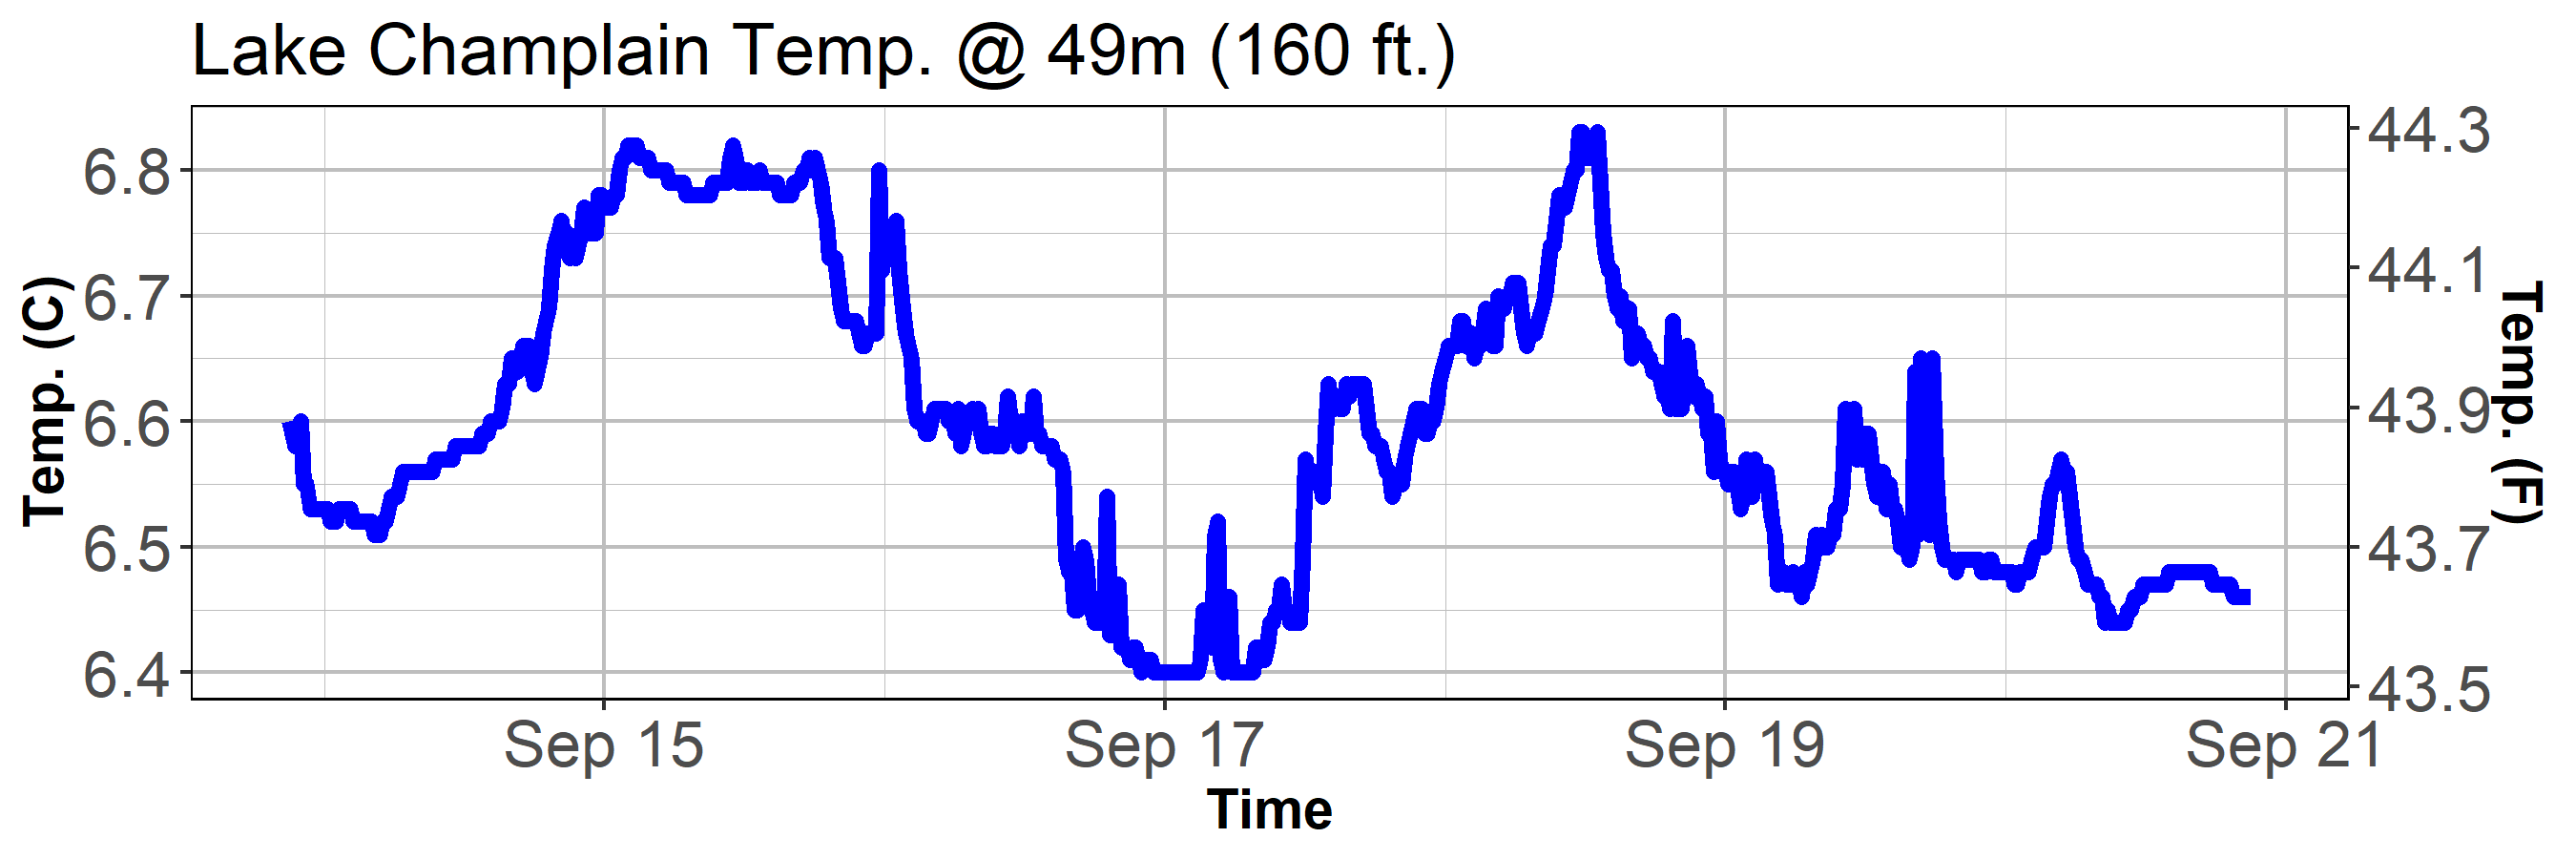 Lake Champlain Temp. @ 49m (160 ft.)
Temp. (C)
6.8
6.7
6.6
6.5
6.4
44.3
44.1
43.9
43.7
43.5
Temp. (F)
Sep 15 Sep 17 Sep 19 Sep 21
Time